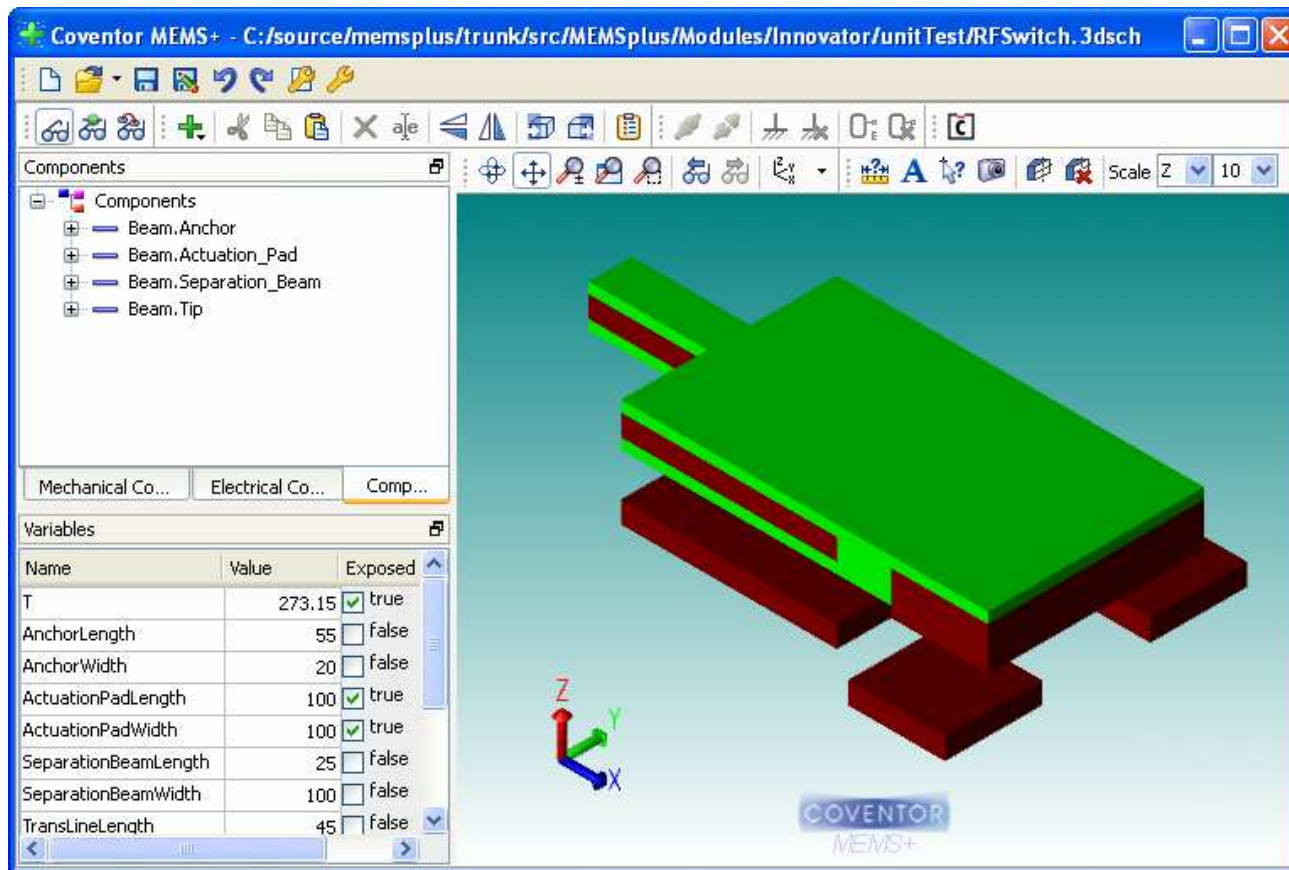 Coventor MEMS+ - C:/source/memsplus/trunk/src/MEMSplus/Modules/Innovator/unitTest/RFSwitch.3dsch
Components
Scale Z 10
Components
Beam.Anchor
Beam.Actuation_Pad
Beam.Separation_Beam
Beam.Tip
Mechanical Co... Electrical Co... Comp...
Variables
Name Value Exposed
T 273.15 true
AnchorLength 55 false
AnchorWidth 20 false
ActuationPadLength 100 true
ActuationPadWidth 100 true
SeparationBeamLength 25 false
SeparationBeamWidth 100 false
TransLineLength 45 false
Z
Y
X
COVENTOR
MEMS+